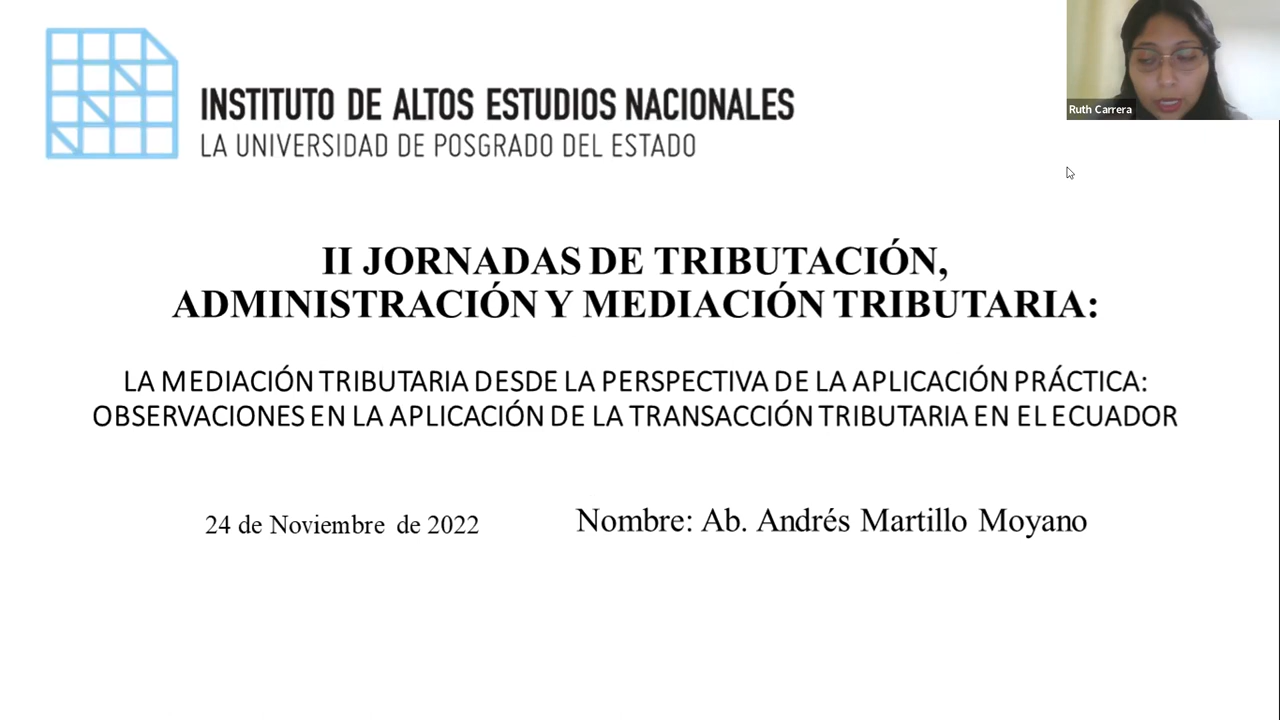 INSTITUTO DE ALTOS ESTUDIOS NACIONALES
LA UNIVERSIDAD DE POSGRADO DEL ESTADO
Ruth Carrera
II JORNADAS DE TRIBUTACIÓN,
ADMINISTRACIÓN Y MEDIACIÓN TRIBUTARIA:
LA MEDIACIÓN TRIBUTARIA DESDE LA PERSPECTIVA DE LA APLICACIÓN PRÁCTICA:
OBSERVACIONES EN LA APLICACIÓN DE LA TRANSACCIÓN TRIBUTARIA EN EL ECUADOR
24 de Noviembre de 2022
Nombre: Ab. Andrés Martillo Moyano